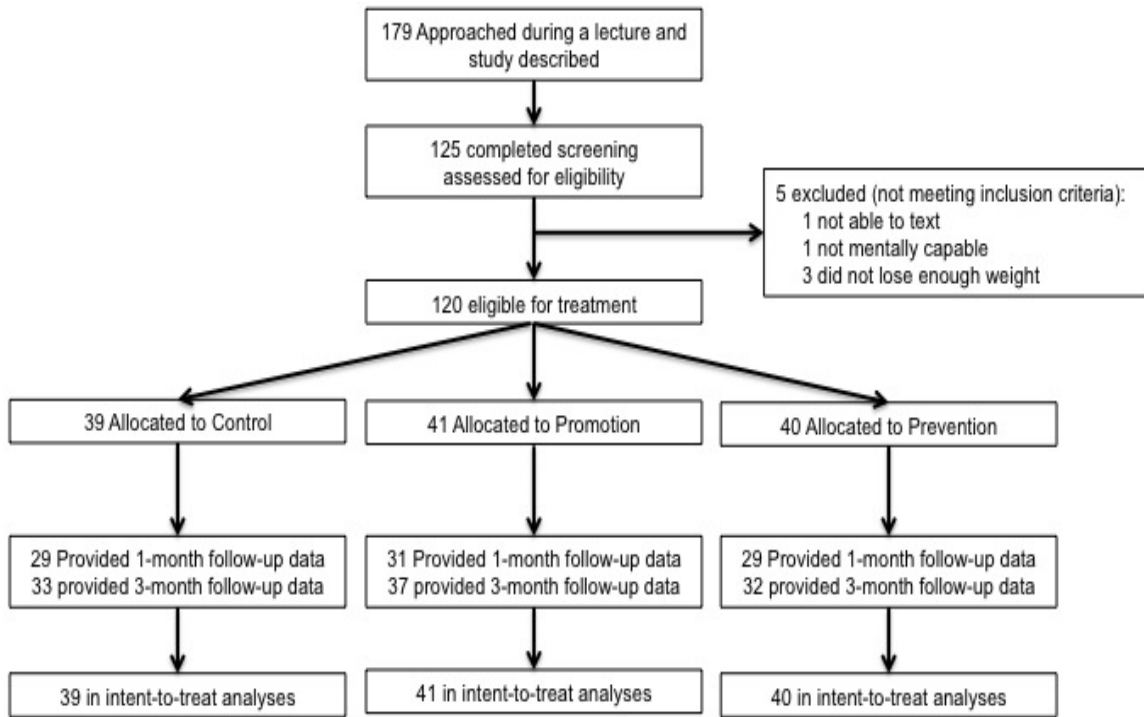 179 Approached during a lecture and
study described
125 completed screening
assessed for eligibility
5 excluded (not meeting inclusion criteria):
1 not able to text
1 not mentally capable
3 did not lose enough weight
120 eligible for treatment
39 Allocated to Control
41 Allocated to Promotion
40 Allocated to Prevention
29 Provided 1-month follow-up data
33 provided 3-month follow-up data
31 Provided 1-month follow-up data
37 provided 3-month follow-up data
29 Provided 1-month follow-up data
32 provided 3-month follow-up data
39 in intent-to-treat analyses
41 in intent-to-treat analyses
40 in intent-to-treat analyses